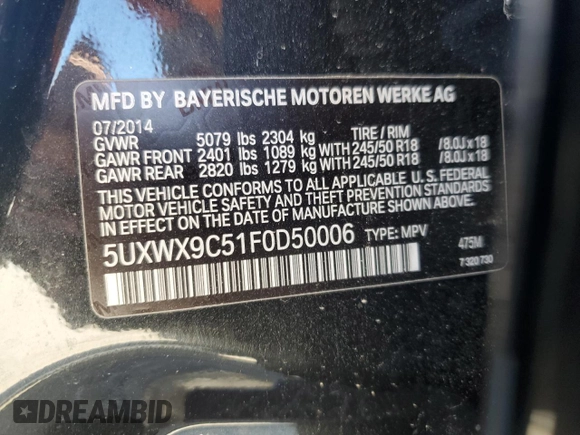 MFD BY BAYERISCHE MOTOREN WERKE AG
07/2014
GVWR 5079 lbs 2304 kg TIRE / RIM
GAWR FRONT 2401 lbs 1089 kg WITH 245/50 R18 /8.0J x 18
GAWR REAR 2820 lbs 1279 kg WITH 245/50 R18 /8.0J x 18
THIS VEHICLE CONFORMS TO ALL APPLICABLE U.S. FEDERAL
MOTOR VEHICLE SAFETY AND THEFT PREVENTION STANDARDS
IN EFFECT ON THE DATE OF MANUFACTURE SHOWN ABOVE.
5UXWX9C51F0D50006 TYPE: MPV 475M
7 320 730
DREAMBID